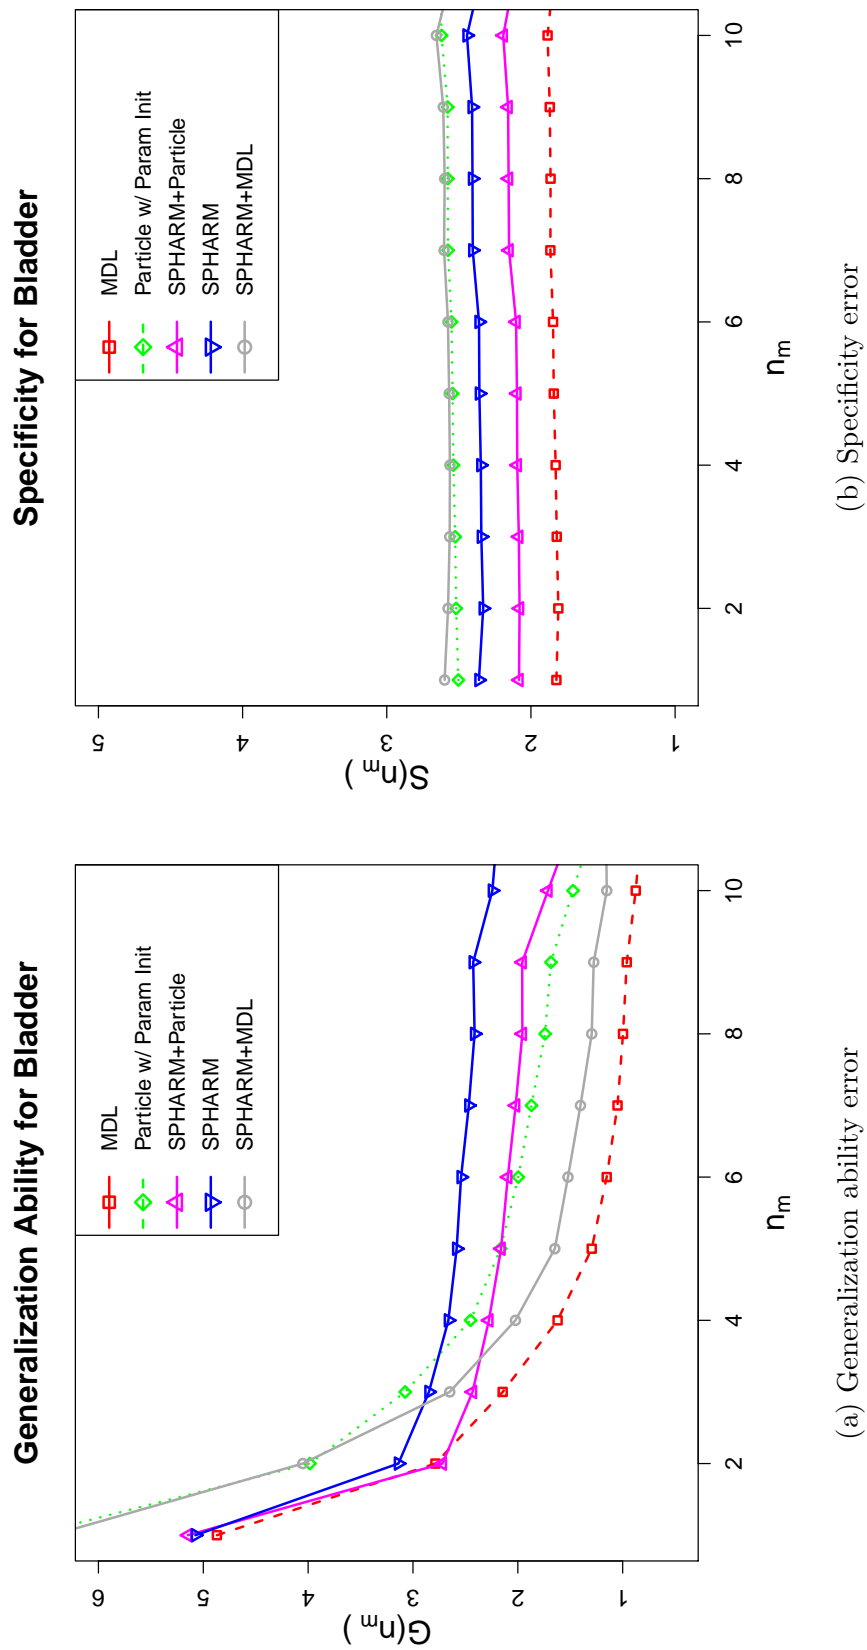 Generalization Ability for Bladder
MDL
Particle w/ Param Init
SPHARM+Particle
SPHARM
SPHARM+MDL
G(nm)
6
5
4
3
2
1
2
4
6
8
10
nm
(a) Generalization ability error
Specificity for Bladder
MDL
Particle w/ Param Init
SPHARM+Particle
SPHARM
SPHARM+MDL
S(nm)
5
4
3
2
1
2
4
6
8
10
nm
(b) Specificity error